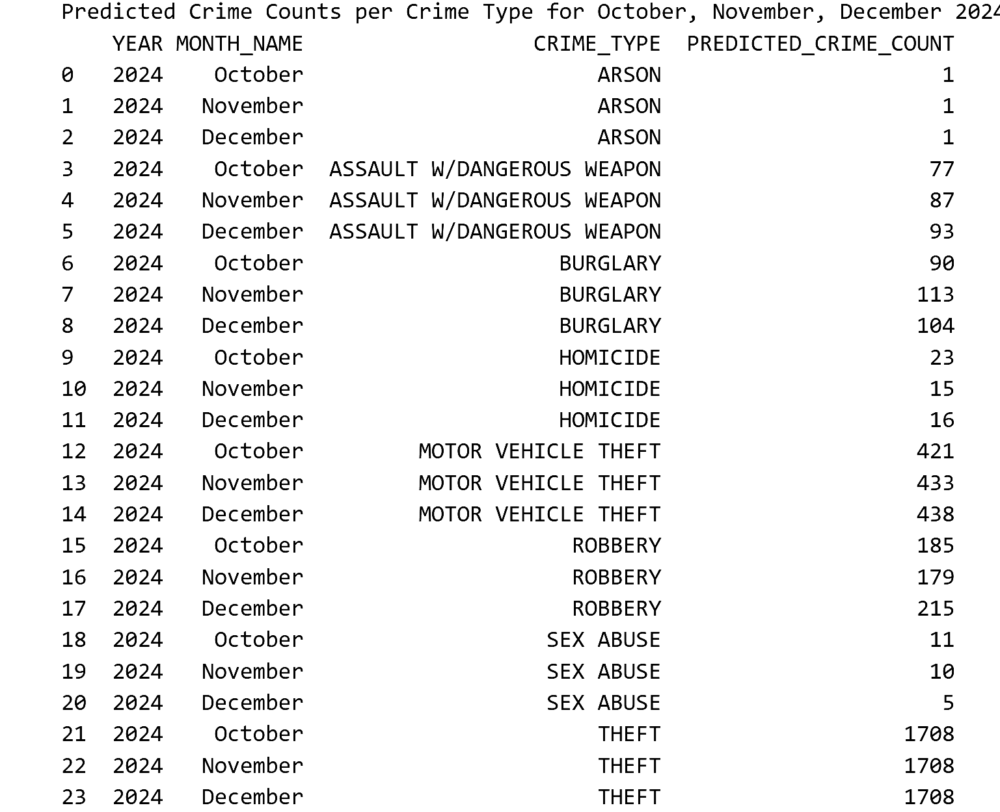 Predicted Crime Counts per Crime Type for October, November, December 2024
YEAR MONTH_NAME CRIME_TYPE PREDICTED_CRIME_COUNT
0 2024 October ARSON 1
1 2024 November ARSON 1
2 2024 December ARSON 1
3 2024 October ASSAULT W/DANGEROUS WEAPON 77
4 2024 November ASSAULT W/DANGEROUS WEAPON 87
5 2024 December ASSAULT W/DANGEROUS WEAPON 93
6 2024 October BURGLARY 90
7 2024 November BURGLARY 113
8 2024 December BURGLARY 104
9 2024 October HOMICIDE 23
10 2024 November HOMICIDE 15
11 2024 December HOMICIDE 16
12 2024 October MOTOR VEHICLE THEFT 421
13 2024 November MOTOR VEHICLE THEFT 433
14 2024 December MOTOR VEHICLE THEFT 438
15 2024 October ROBBERY 185
16 2024 November ROBBERY 179
17 2024 December ROBBERY 215
18 2024 October SEX ABUSE 11
19 2024 November SEX ABUSE 10
20 2024 December SEX ABUSE 5
21 2024 October THEFT 1708
22 2024 November THEFT 1708
23 2024 December THEFT 1708